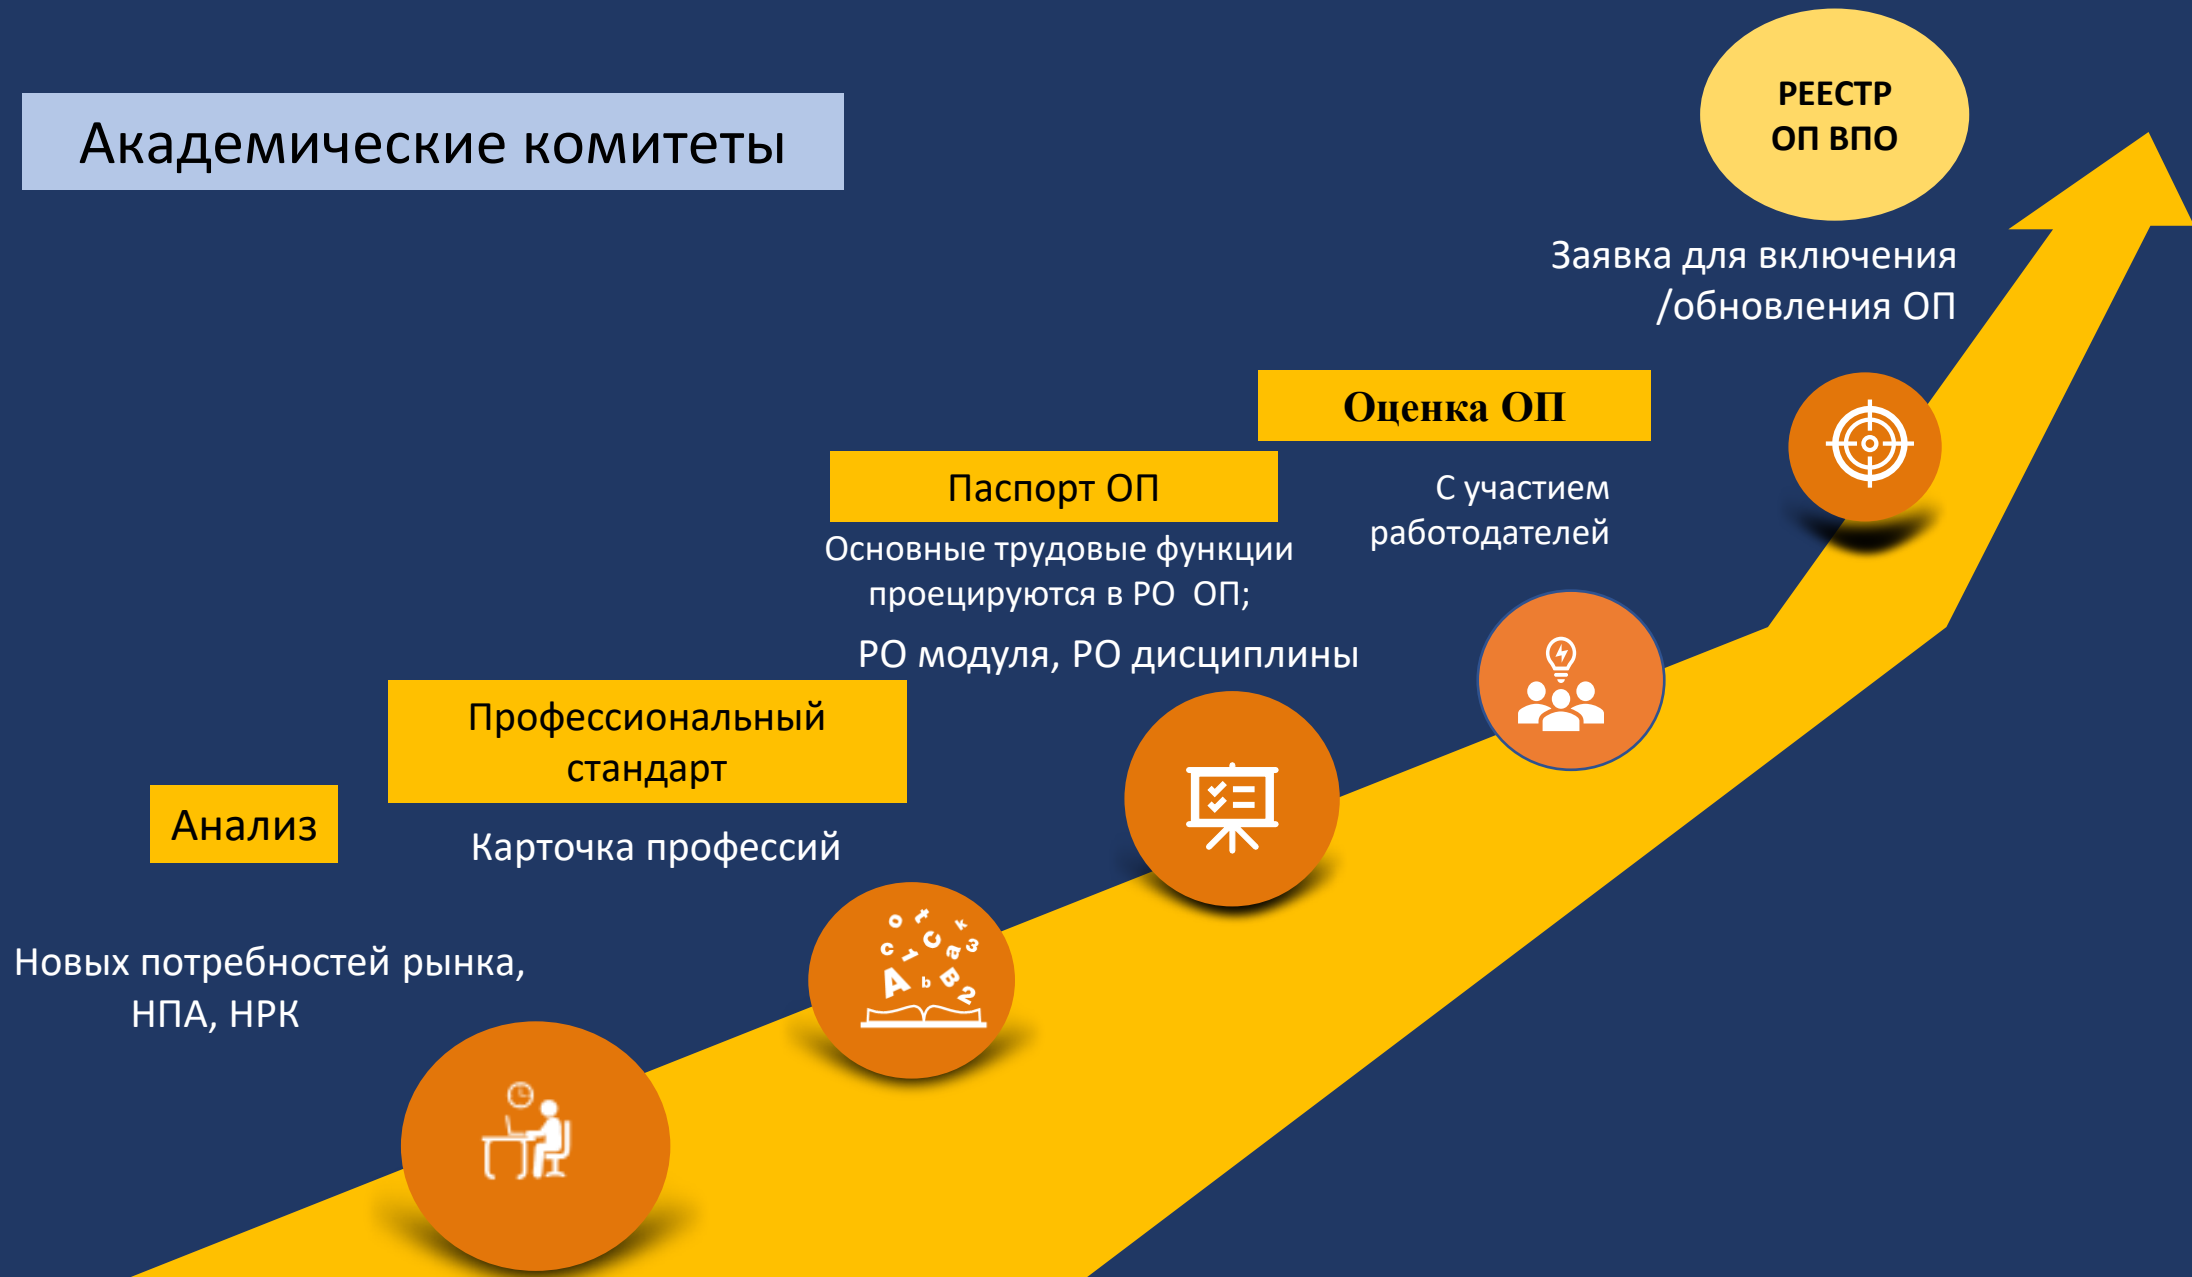 Академические комитеты
РЕЕСТР
ОП ВПО
Заявка для включения
/обновления ОП
Оценка ОП
С участием
работодателей
Паспорт ОП
Основные трудовые функции
проецируются в РО ОП;
РО модуля, РО дисциплины
Профессиональный
стандарт
Карточка профессий
Анализ
Новых потребностей рынка,
НПА, НРК